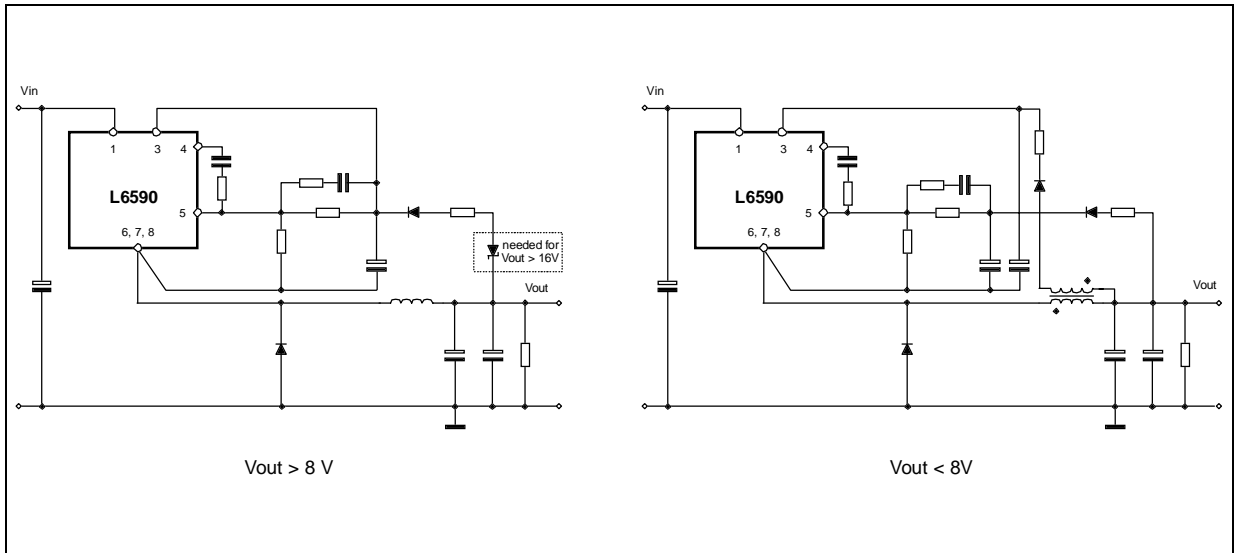 Vin
1
3
4
L6590
5
6, 7, 8
needed for
Vout > 16V
Vout
Vout > 8 V
Vin
1
3
4
L6590
5
6, 7, 8
Vout
Vout < 8V